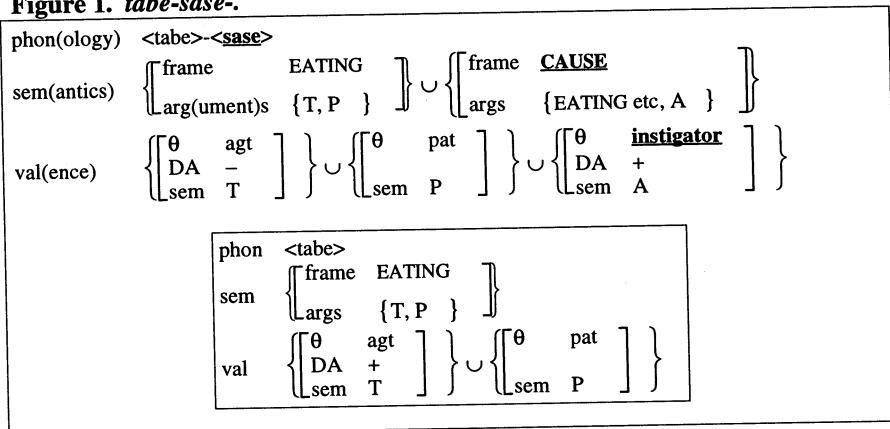 Figure 1. tabe-sase-.
phon(ology) <tabe>-<sase>
frame EATING ∪ frame CAUSE
sem(antics)
arg(ument)s {T, P } args {EATING etc, A }
θ agt θ pat θ instigator
val(ence) DA – ∪ ∪ DA +
sem T sem P sem A
phon <tabe>
frame EATING
sem
args {T, P }
θ agt θ pat
val DA + ∪
sem T sem P